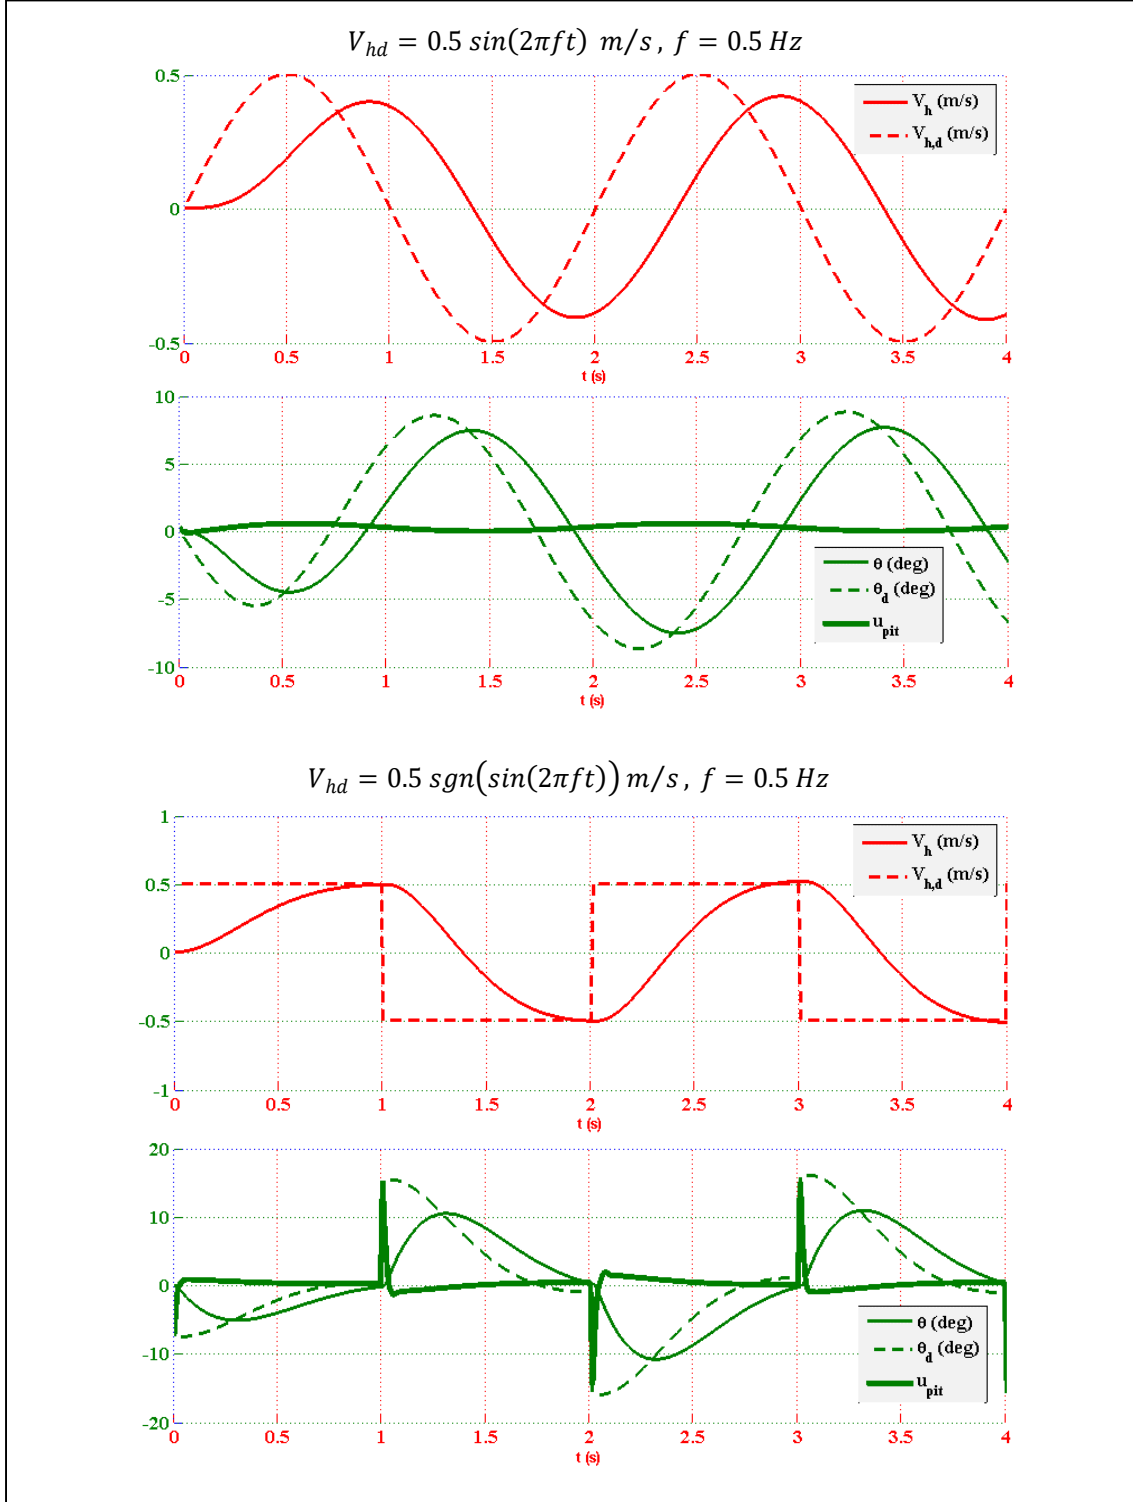 V_hd = 0.5 sin(2πft) m/s , f = 0.5 Hz
0.5
0
-0.5
V_h (m/s)
V_h,d (m/s)
0 0.5 1 1.5 2 2.5 3 3.5 4
t (s)
10
5
0
-5
-10
θ (deg)
θ_d (deg)
u_pit
0 0.5 1 1.5 2 2.5 3 3.5 4
t (s)
V_hd = 0.5 sgn(sin(2πft)) m/s , f = 0.5 Hz
1
0.5
0
-0.5
-1
V_h (m/s)
V_h,d (m/s)
0 0.5 1 1.5 2 2.5 3 3.5 4
t (s)
20
10
0
-10
-20
θ (deg)
θ_d (deg)
u_pit
0 0.5 1 1.5 2 2.5 3 3.5 4
t (s)